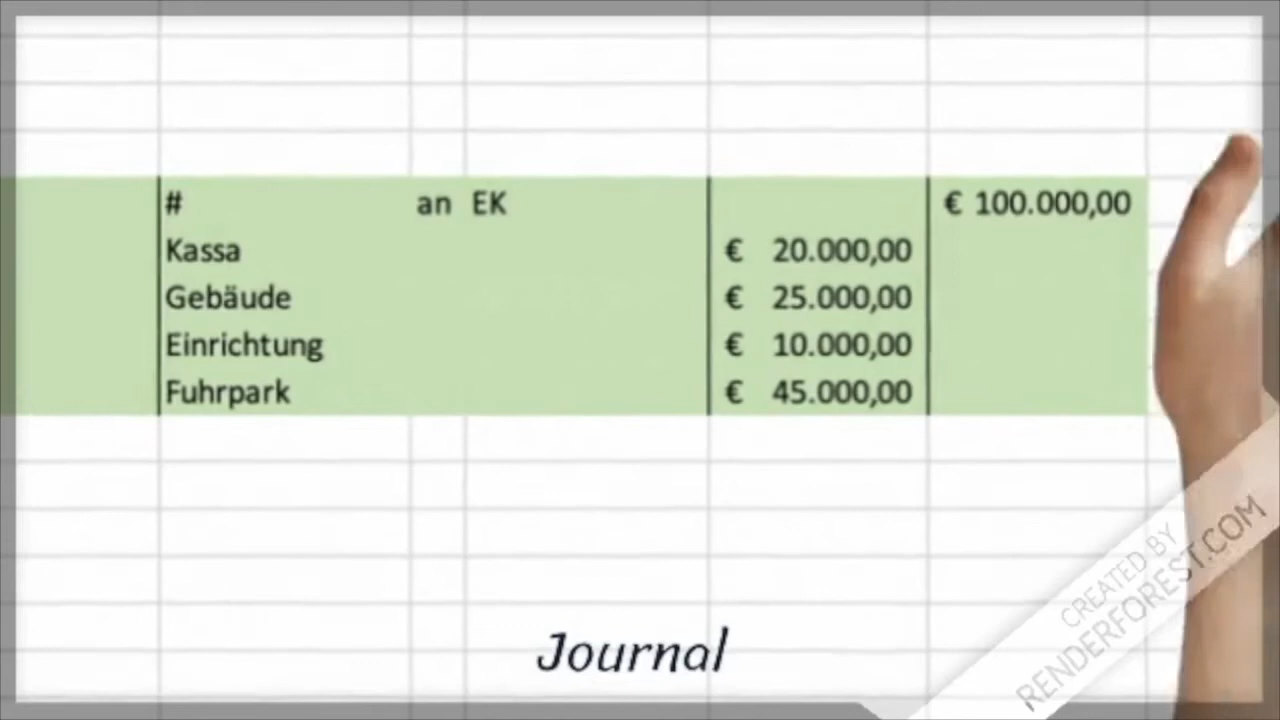 # an EK € 100.000,00
Kassa € 20.000,00
Gebäude € 25.000,00
Einrichtung € 10.000,00
Fuhrpark € 45.000,00
Journal
CREATED BY
RENDERFOREST.COM